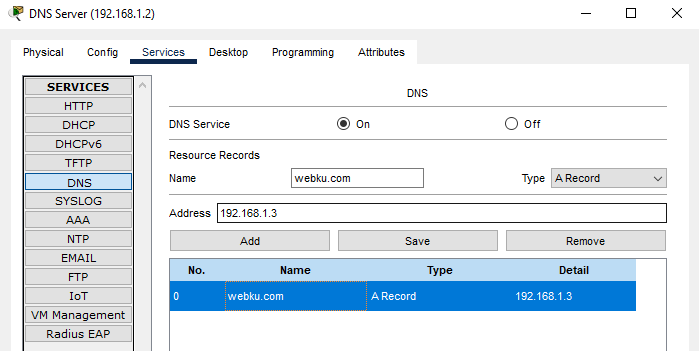 DNS Server (192.168.1.2)
Physical Config Services Desktop Programming Attributes
SERVICES
HTTP
DHCP
DHCPv6
TFTP
DNS
SYSLOG
AAA
NTP
EMAIL
FTP
IoT
VM Management
Radius EAP
DNS
DNS Service On Off
Resource Records
Name webku.com Type A Record
Address 192.168.1.3
Add Save Remove
No. Name Type Detail
0 webku.com A Record 192.168.1.3